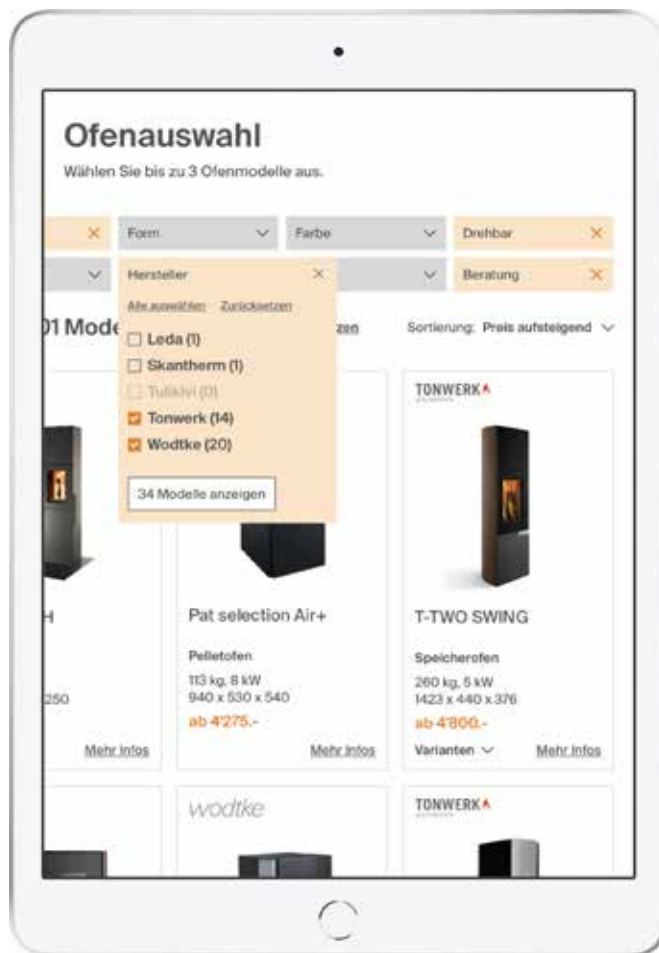 Ofenauswahl
Wählen Sie bis zu 3 Ofenmodelle aus.
Form
Farbe
Drehbar
Hersteller
Beratung
Alle auswählen Zurücksetzen
01 Mode
zen
Sortierung: Preis aufsteigend
Leda (1)
Skantherm (1)
Tulikivi (0)
Tonwerk (14)
Wodtke (20)
34 Modelle anzeigen
TONWERK
H
Pat selection Air+
T-TWO SWING
Pelletofen
Speicherofen
113 kg, 8 kW
260 kg, 5 kW
250
940 x 530 x 540
1423 x 440 x 376
ab 4'275.-
ab 4'800.-
Mehr Infos
Mehr Infos
Varianten
Mehr Infos
wodtke
TONWERK